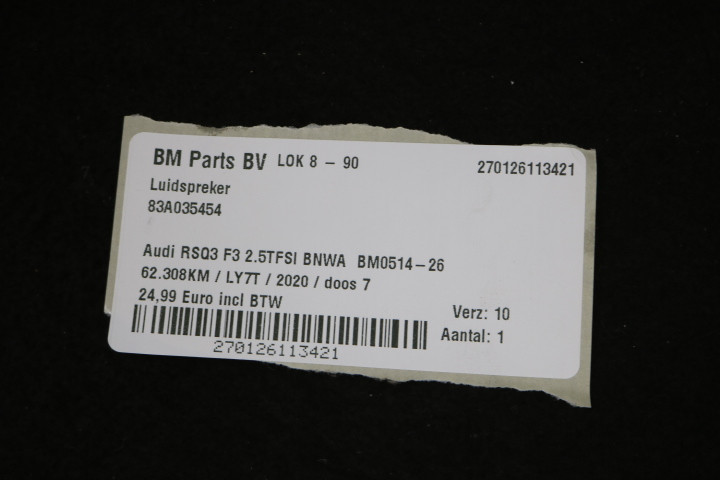 BM Parts BV LOK 8 - 90 270126113421
Luidspreker
83A035454
Audi RSQ3 F3 2.5TFSI BNWA BM0514-26
62.308KM / LY7T / 2020 / doos 7
24,99 Euro incl BTW
Verz: 10
Aantal: 1
270126113421